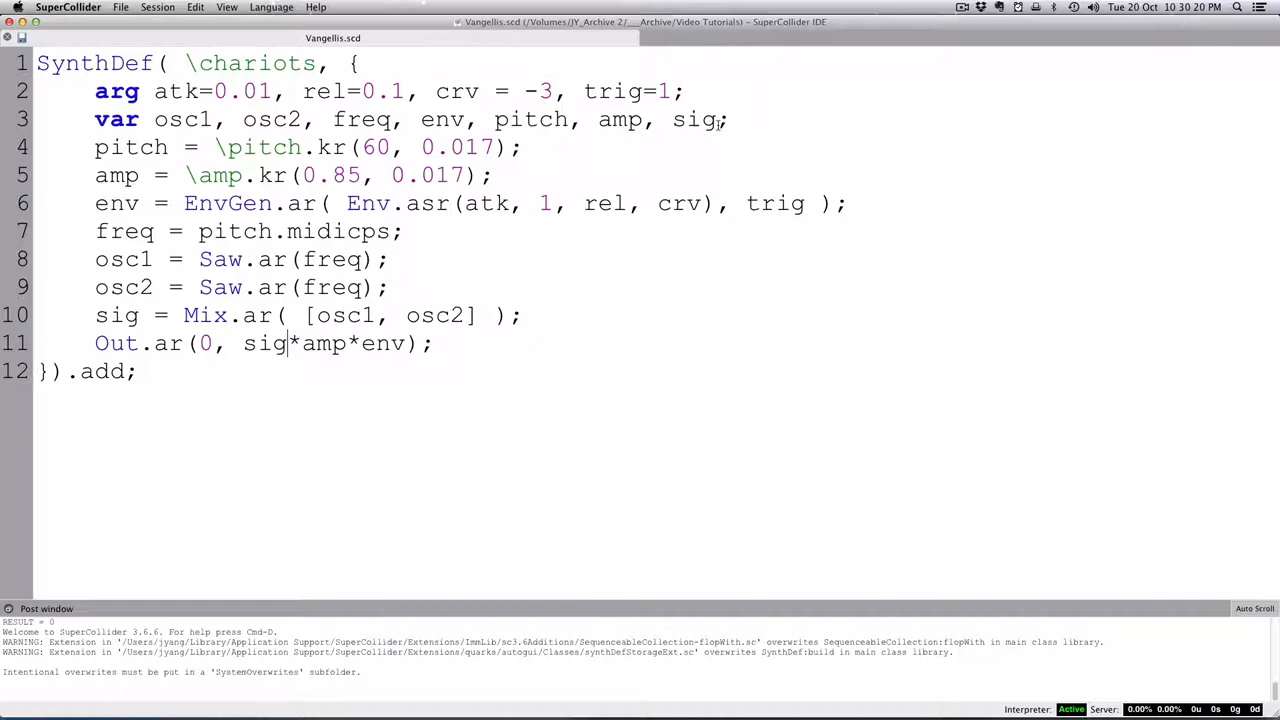 SuperCollider File Session Edit View Language Help Tue 20 Oct 10:30:20 PM
Vangellis.scd (/Volumes/JY_Archive 2/___Archive/Video Tutorials) - SuperCollider IDE
Vangellis.scd
1 SynthDef( \chariots, {
2 arg atk=0.01, rel=0.1, crv = -3, trig=1;
3 var osc1, osc2, freq, env, pitch, amp, sig;
4 pitch = \pitch.kr(60, 0.017);
5 amp = \amp.kr(0.85, 0.017);
6 env = EnvGen.ar( Env.asr(atk, 1, rel, crv), trig );
7 freq = pitch.midicps;
8 osc1 = Saw.ar(freq);
9 osc2 = Saw.ar(freq);
10 sig = Mix.ar( [osc1, osc2] );
11 Out.ar(0, sig*amp*env);
12 }).add;
Post window Auto Scroll
RESULT = 0
Welcome to SuperCollider 3.6.6. For help press Cmd-D.
WARNING: Extension in '/Users/jyang/Library/Application Support/SuperCollider/Extensions/ImmLib/sc3.6Additions/SequenceableCollection-flopWith.sc' overwrites SequenceableCollection:flopWith in main class library.
WARNING: Extension in '/Users/jyang/Library/Application Support/SuperCollider/Extensions/quarks/autogui/Classes/synthDefStorageExt.sc' overwrites SynthDef:build in main class library.
Intentional overwrites must be put in a 'SystemOverwrites' subfolder.
Interpreter: Active Server: 0.00% 0.00% 0u 0s 0g 0d